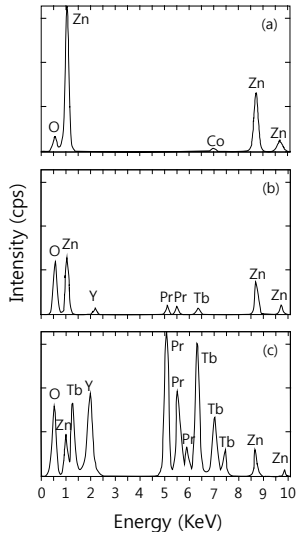 (a)
Zn
O
Co
Zn
Zn
(b)
O
Zn
Y
Pr
Pr
Tb
Zn
Zn
(c)
O
Zn
Tb
Y
Pr
Pr
Pr
Tb
Tb
Tb
Zn
Zn
Intensity (cps)
0 1 2 3 4 5 6 7 8 9 10
Energy (KeV)